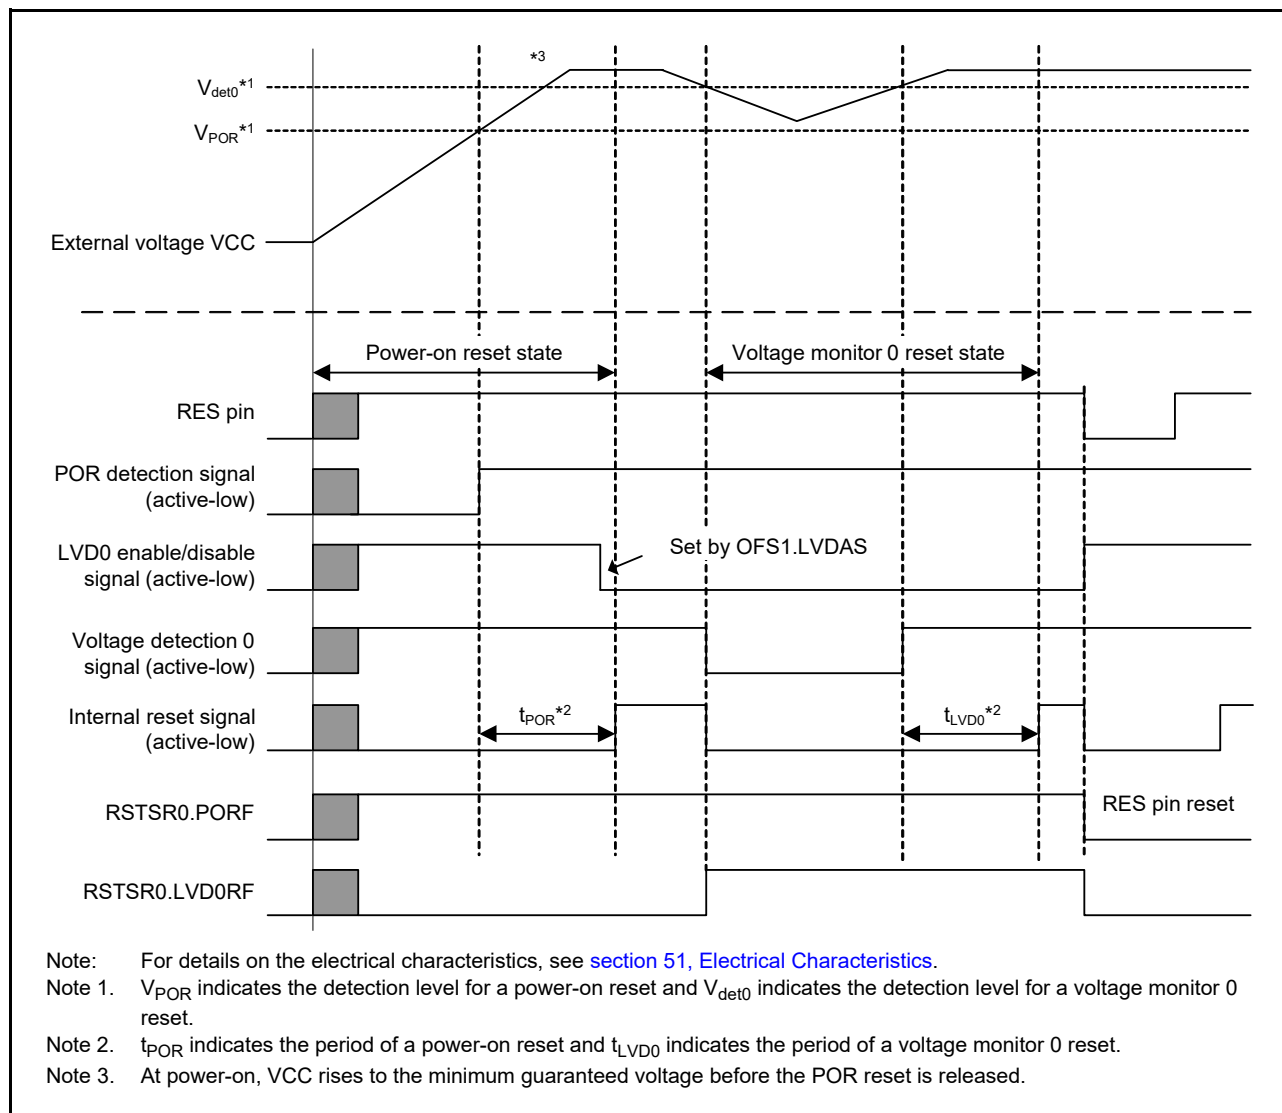 *3
Vdet0*1
VPOR*1
External voltage VCC
Power-on reset state
Voltage monitor 0 reset state
RES pin
POR detection signal
(active-low)
LVD0 enable/disable
signal (active-low)
Set by OFS1.LVDAS
Voltage detection 0
signal (active-low)
Internal reset signal
(active-low)
tPOR*2
tLVD0*2
RSTSR0.PORF
RES pin reset
RSTSR0.LVD0RF
Note: For details on the electrical characteristics, see section 51, Electrical Characteristics.
Note 1. VPOR indicates the detection level for a power-on reset and Vdet0 indicates the detection level for a voltage monitor 0
reset.
Note 2. tPOR indicates the period of a power-on reset and tLVD0 indicates the period of a voltage monitor 0 reset.
Note 3. At power-on, VCC rises to the minimum guaranteed voltage before the POR reset is released.